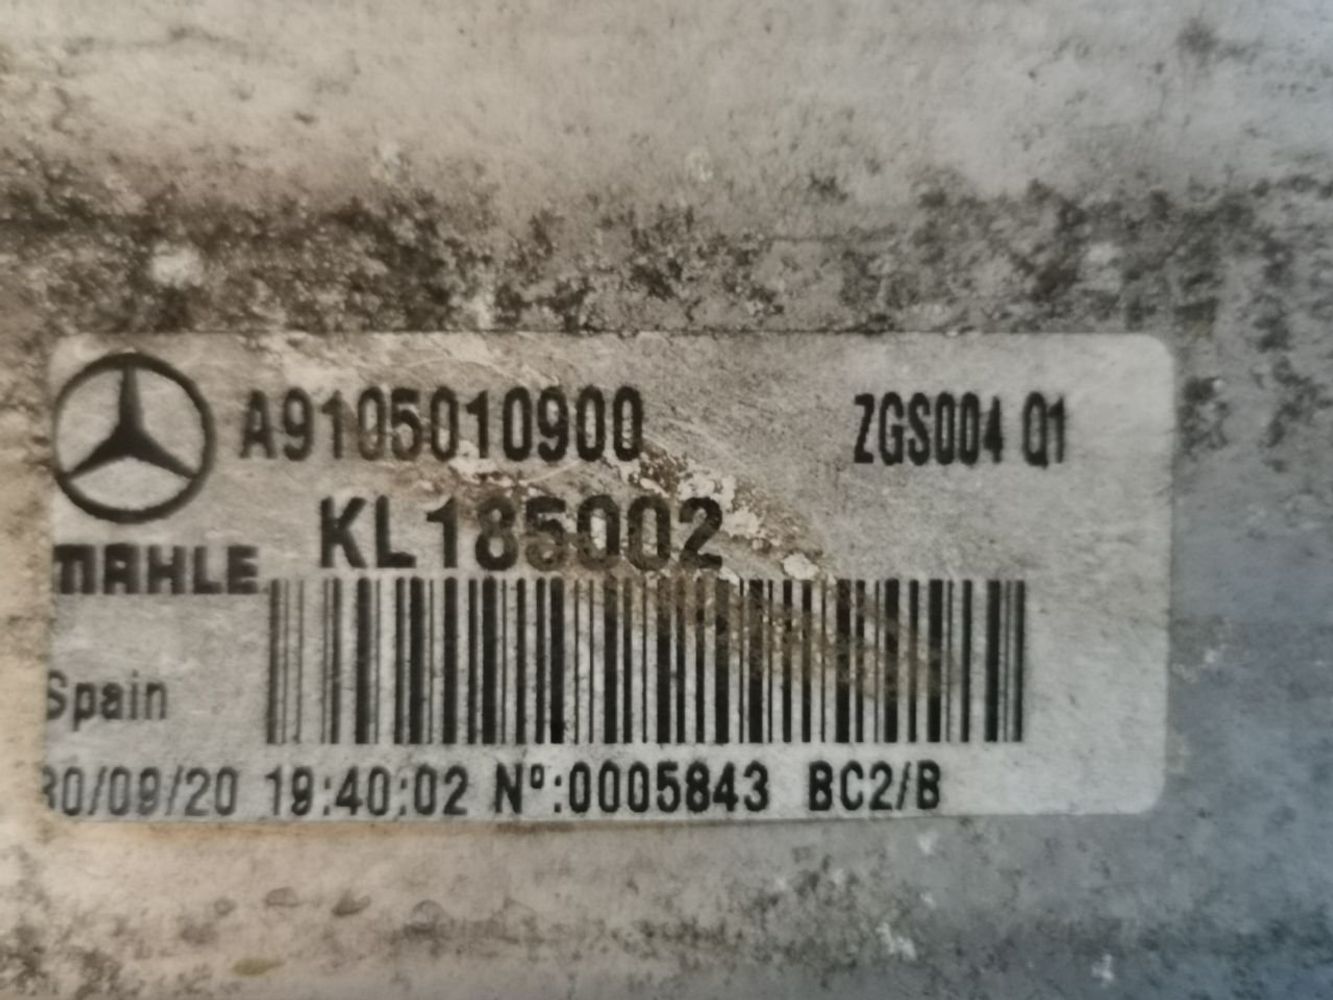 A9105010900 ZGS004 Q1
KL185002
MAHLE
Spain
30/09/20 19:40:02 Nº:0005843 BC2/B